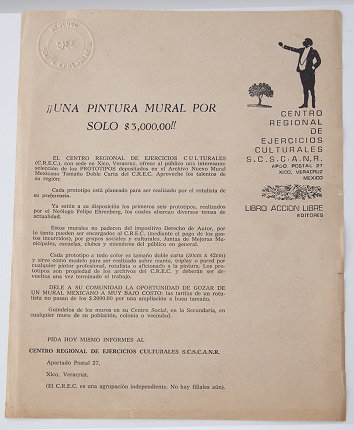 ¡¡UNA PINTURA MURAL POR
SOLO $3,000,00!!
EL CENTRO REGIONAL DE EJERCICIOS CULTURALES
(C.R.E.C.), con sede en Xico, Veracruz, ofrece al público una interesante
selección de los PROTOTIPOS depositados en el Archivo Nuevo Mural
Mexicano Tamaño Doble Carta del C.R.E.C. Aproveche los talentos de
su región:
Cada prototipo está planeado para ser realizado por el rotulista de
su preferencia.
Ya están a su disposición los primeros seis prototipos, realizados
por el Neólogo Felipe Ehrenberg, los cuales abarcan diversos temas de
actualidad.
Estos murales no padecen del impositivo Derecho de Autor, por
lo tanto pueden ser encargados al C.R.E.C. (mediante el pago de los gas-
tos incurridos), por grupos sociales y culturales, Juntas de Mejoras Mu-
nicipales, escuelas, clubes y miembros del público en general.
Cada prototipo a todo color es tamaño doble carta (30cm x 42cm)
y sirve como modelo para ser realizado sobre muro, triplay o pared por
cualquier pintor profesional, rotulista o aficionado a la pintura. Los pro-
totipos son propiedad de los archivos del C.R.E.C. y deberán ser de-
vueltos una vez terminado el trabajo.
DELE A SU COMUNIDAD LA OPORTUNIDAD DE GOZAR DE
UN MURAL MEXICANO A MUY BAJO COSTO: las tarifas de un rotu-
lista no pasan de los $2000.00 por una ampliación a buen tamaño.
Gúndelos de los muros en su Centro Social, en la Secundaria, en
cualquier muro de su población, colonia o vecindad.
PIDA HOY MISMO INFORMES AL
CENTRO REGIONAL DE EJERCICIOS CULTURALES S.C.S.C.A.N.R.
Apartado Postal 27,
Xico, Veracruz.
(El C.R.E.C. es una agrupación independiente. No hay filiales aún).
CENTRO
REGIONAL
DE
EJERCICIOS
CULTURALES
S.C.S.C.A.N.R.
APDO. POSTAL 27
XICO, VERACRUZ
MEXICO
LIBRO ACCION LIBRE
EDITORES